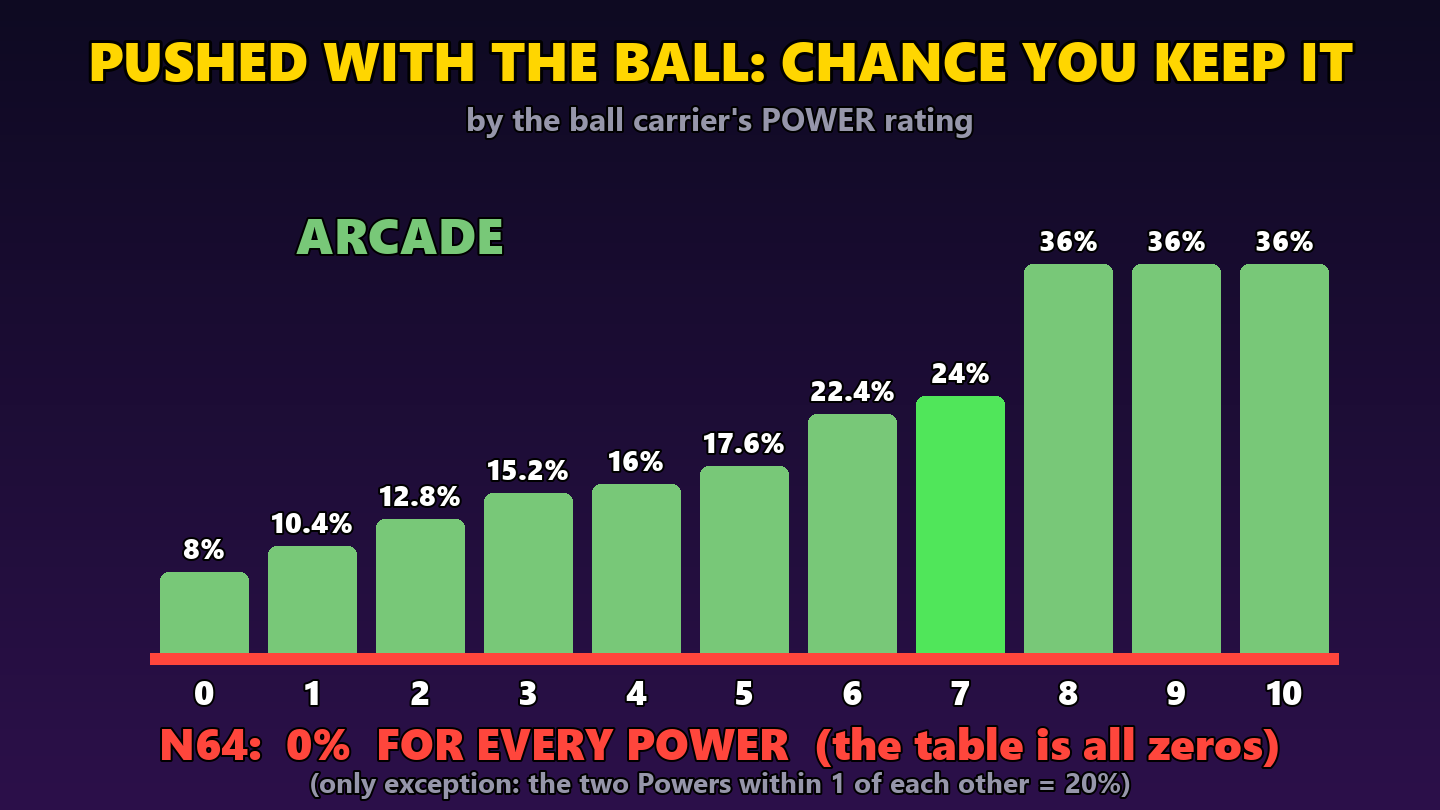 PUSHED WITH THE BALL: CHANCE YOU KEEP IT
by the ball carrier's POWER rating
ARCADE
36% 36% 36%
24%
22.4%
17.6%
16%
15.2%
12.8%
10.4%
8%
0 1 2 3 4 5 6 7 8 9 10
N64: 0% FOR EVERY POWER (the table is all zeros)
(only exception: the two Powers within 1 of each other = 20%)